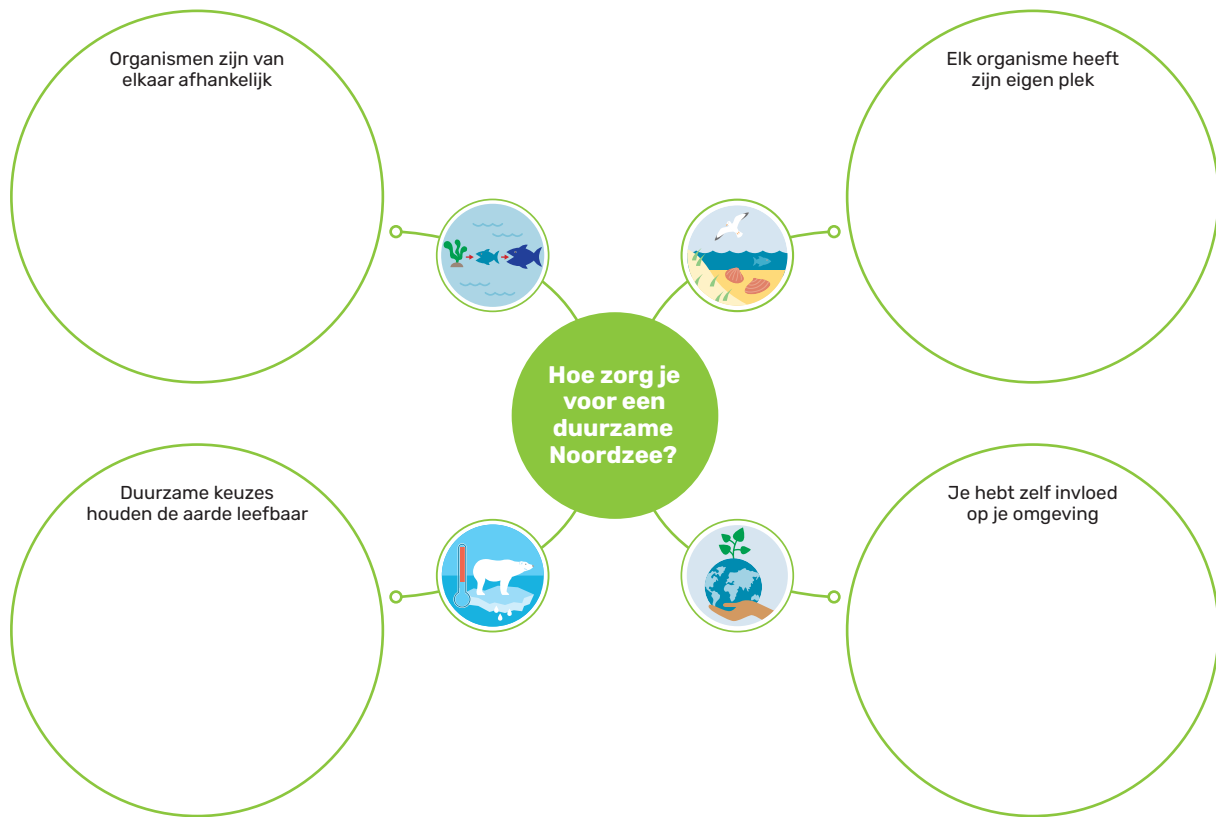 Organismen zijn van
elkaar afhankelijk
Elk organisme heeft
zijn eigen plek
Hoe zorg je
voor een
duurzame
Noordzee?
Duurzame keuzes
houden de aarde leefbaar
Je hebt zelf invloed
op je omgeving